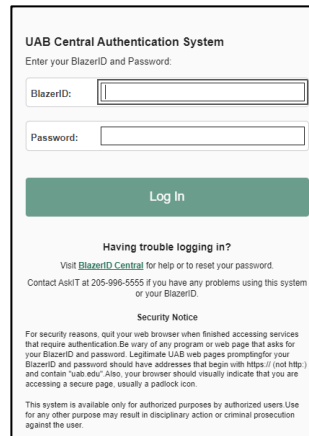 UAB Central Authentication System
Enter your BlazerID and Password:
BlazerID:
Password:
Log In
Having trouble logging in?
Visit BlazerID Central for help or to reset your password.
Contact AskIT at 205-996-5555 if you have any problems using this system
or your BlazerID.
Security Notice
For security reasons, quit your web browser when finished accessing services
that require authentication.Be wary of any program or web page that asks for
your BlazerID and password. Legitimate UAB web pages promptingfor your
BlazerID and password should have addresses that begin with https:// (not http:)
and contain "uab.edu".Also, your browser should visually indicate that you are
accessing a secure page, usually a padlock icon.
This system is available only for authorized purposes by authorized users.Use
for any other purpose may result in disciplinary action or criminal prosecution
against the user.